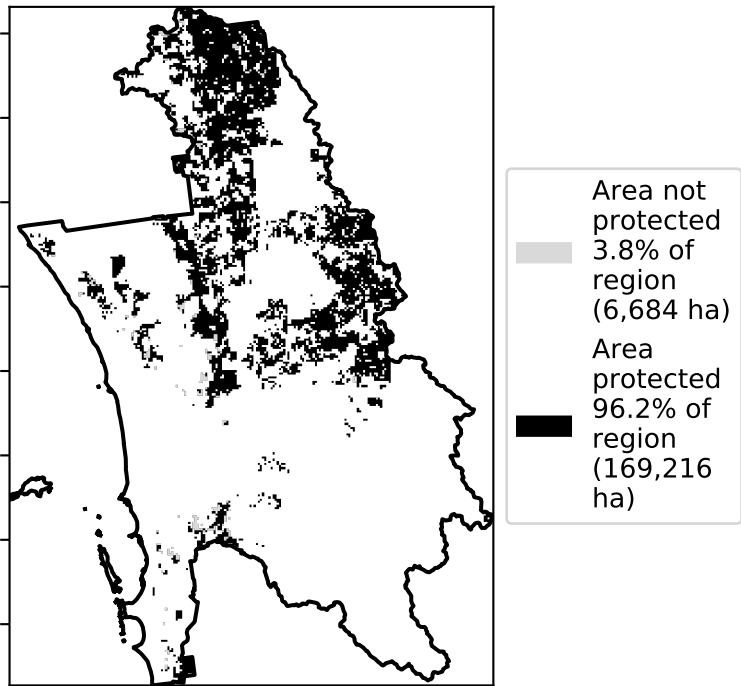 Area not
protected
3.8% of
region
(6,684 ha)
Area
protected
96.2% of
region
(169,216
ha)